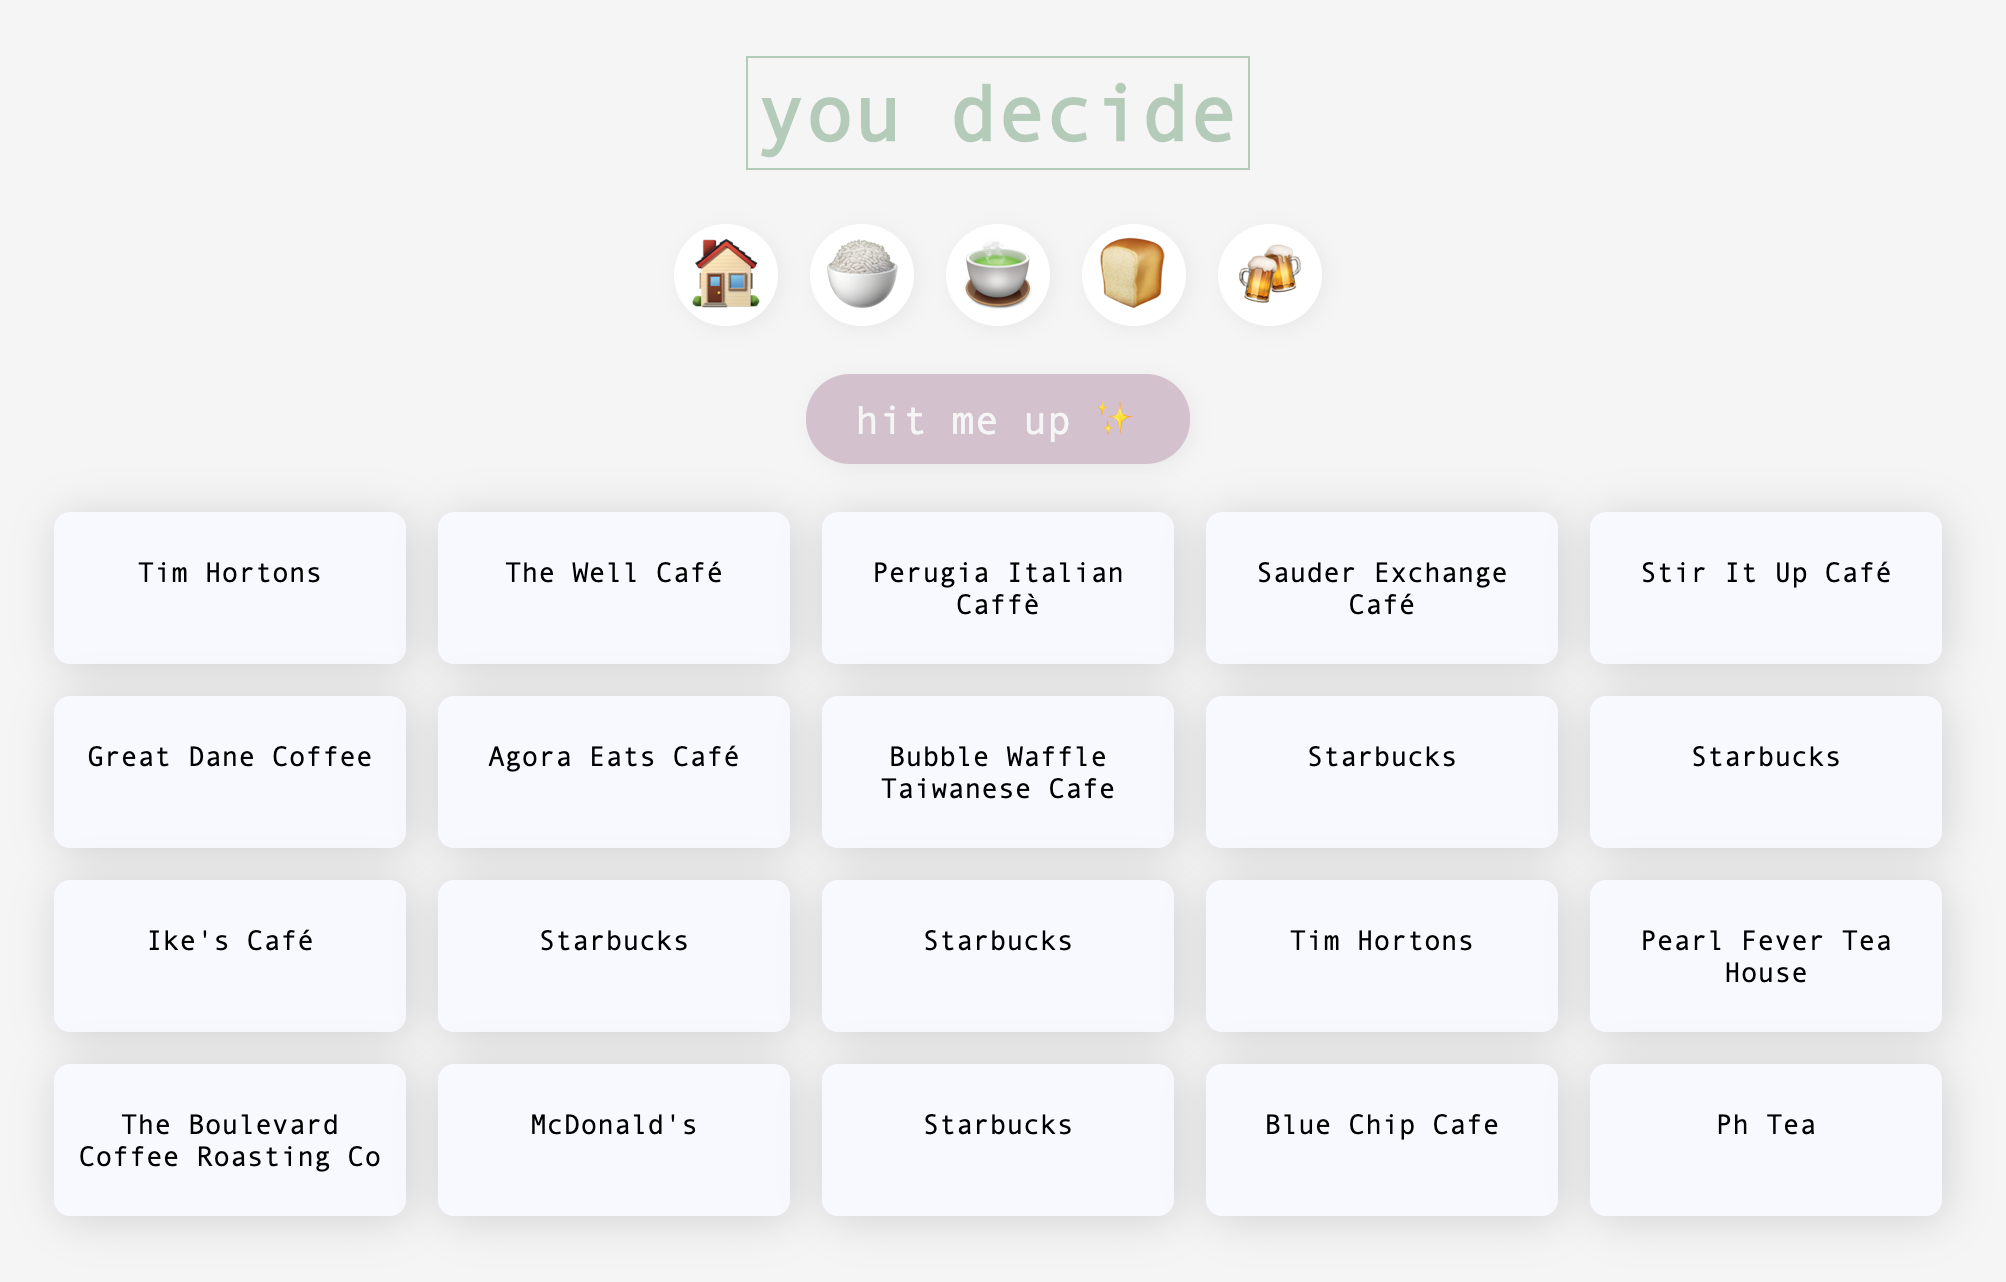 you decide
hit me up ✨
Tim Hortons
The Well Café
Perugia Italian
Caffè
Sauder Exchange
Café
Stir It Up Café
Great Dane Coffee
Agora Eats Café
Bubble Waffle
Taiwanese Cafe
Starbucks
Starbucks
Ike's Café
Starbucks
Starbucks
Tim Hortons
Pearl Fever Tea
House
The Boulevard
Coffee Roasting Co
McDonald's
Starbucks
Blue Chip Cafe
Ph Tea